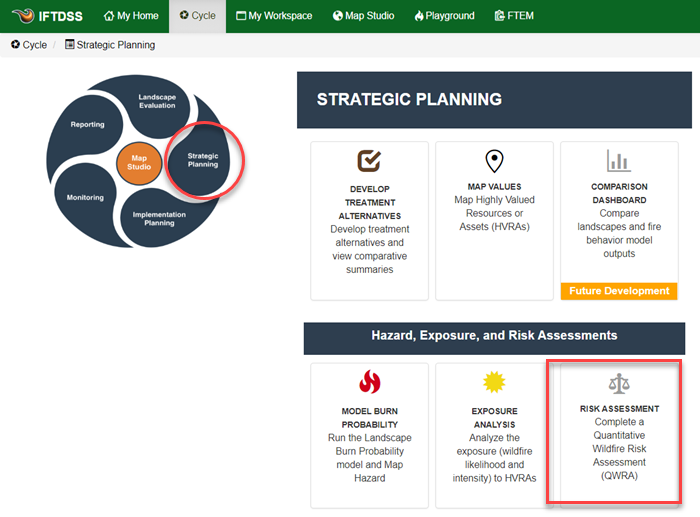 IFTDSS My Home Cycle My Workspace Map Studio Playground FTEM
Cycle / Strategic Planning
Landscape
Evaluation
Reporting
Strategic
Planning
Map
Studio
Monitoring
Implementation
Planning
STRATEGIC PLANNING
DEVELOP
TREATMENT
ALTERNATIVES
Develop treatment
alternatives and
view comparative
summaries
MAP VALUES
Map Highly Valued
Resources or
Assets (HVRAs)
COMPARISON
DASHBOARD
Compare
landscapes and fire
behavior model
outputs
Future Development
Hazard, Exposure, and Risk Assessments
MODEL BURN
PROBABILITY
Run the Landscape
Burn Probability
model and Map
Hazard
EXPOSURE
ANALYSIS
Analyze the
exposure (wildfire
likelihood and
intensity) to HVRAs
RISK ASSESSMENT
Complete a
Quantitative
Wildfire Risk
Assessment
(QWRA)